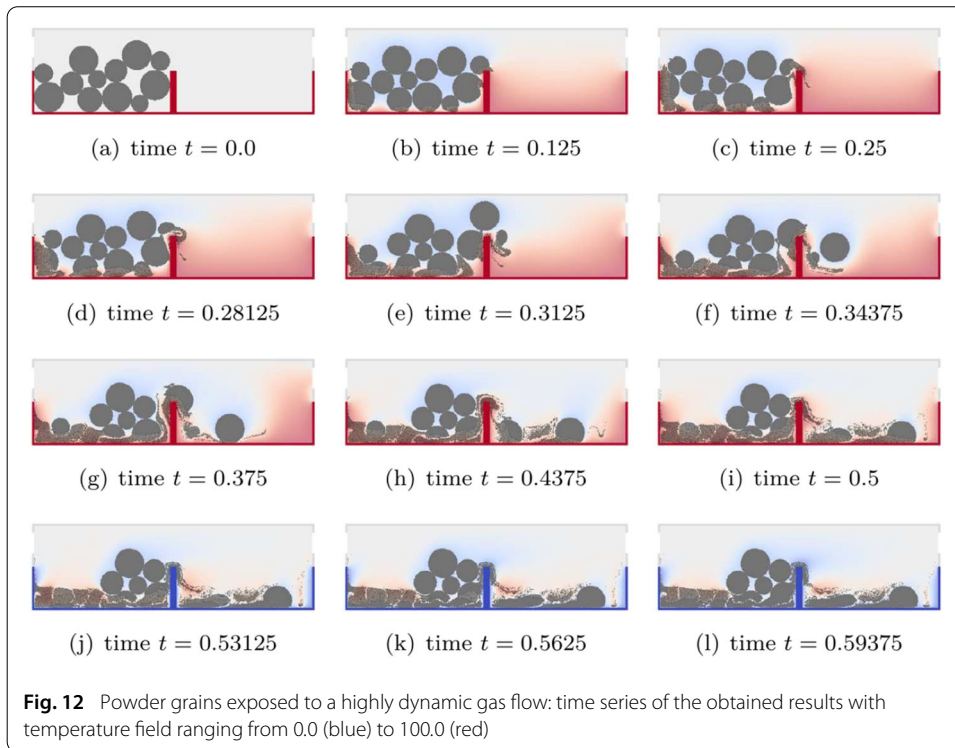 (a) time t = 0.0
(b) time t = 0.125
(c) time t = 0.25
(d) time t = 0.28125
(e) time t = 0.3125
(f) time t = 0.34375
(g) time t = 0.375
(h) time t = 0.4375
(i) time t = 0.5
(j) time t = 0.53125
(k) time t = 0.5625
(l) time t = 0.59375
Fig. 12 Powder grains exposed to a highly dynamic gas flow: time series of the obtained results with
temperature field ranging from 0.0 (blue) to 100.0 (red)